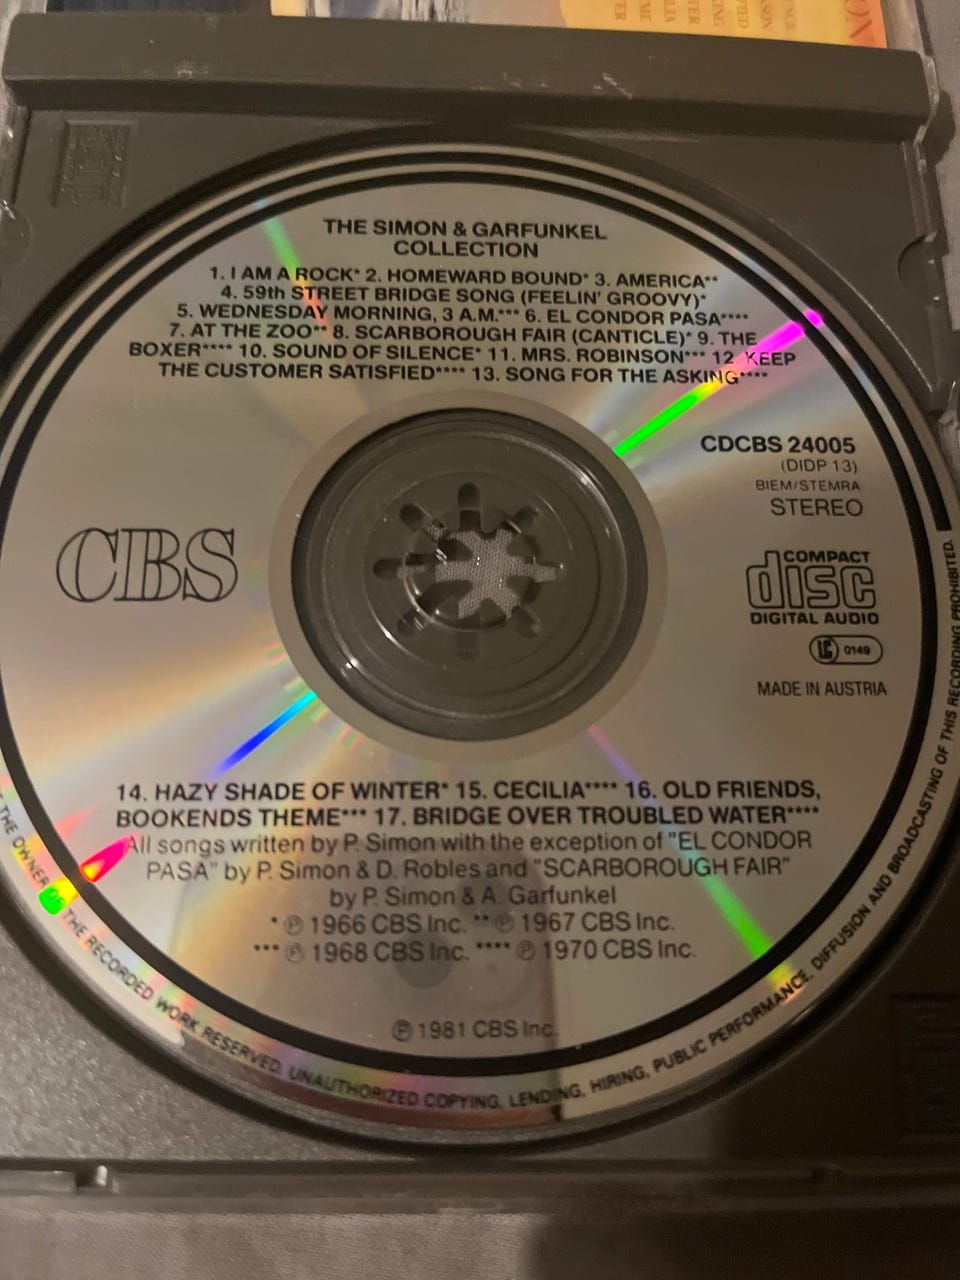 THE SIMON & GARFUNKEL
COLLECTION
1. I AM A ROCK* 2. HOMEWARD BOUND* 3. AMERICA**
4. 59th STREET BRIDGE SONG (FEELIN' GROOVY)*
5. WEDNESDAY MORNING, 3 A.M.*** 6. EL CONDOR PASA****
7. AT THE ZOO** 8. SCARBOROUGH FAIR (CANTICLE)* 9. THE
BOXER**** 10. SOUND OF SILENCE* 11. MRS. ROBINSON*** 12. KEEP
THE CUSTOMER SATISFIED**** 13. SONG FOR THE ASKING****
CDCBS 24005
(DIDP 13)
BIEM/STEMRA
STEREO
CBS
COMPACT
disc
DIGITAL AUDIO
LC 0149
MADE IN AUSTRIA
14. HAZY SHADE OF WINTER* 15. CECILIA**** 16. OLD FRIENDS,
BOOKENDS THEME*** 17. BRIDGE OVER TROUBLED WATER****
All songs written by P. Simon with the exception of "EL CONDOR
PASA" by P. Simon & D. Robles and "SCARBOROUGH FAIR"
by P. Simon & A. Garfunkel
* ℗ 1966 CBS Inc. ** ℗ 1967 CBS Inc.
*** ℗ 1968 CBS Inc. **** ℗ 1970 CBS Inc.
℗ 1981 CBS Inc.
THE OWNER OF THE RECORDED WORK RESERVED. UNAUTHORIZED COPYING, LENDING, HIRING, PUBLIC PERFORMANCE, DIFFUSION AND BROADCASTING OF THIS RECORDING PROHIBITED.